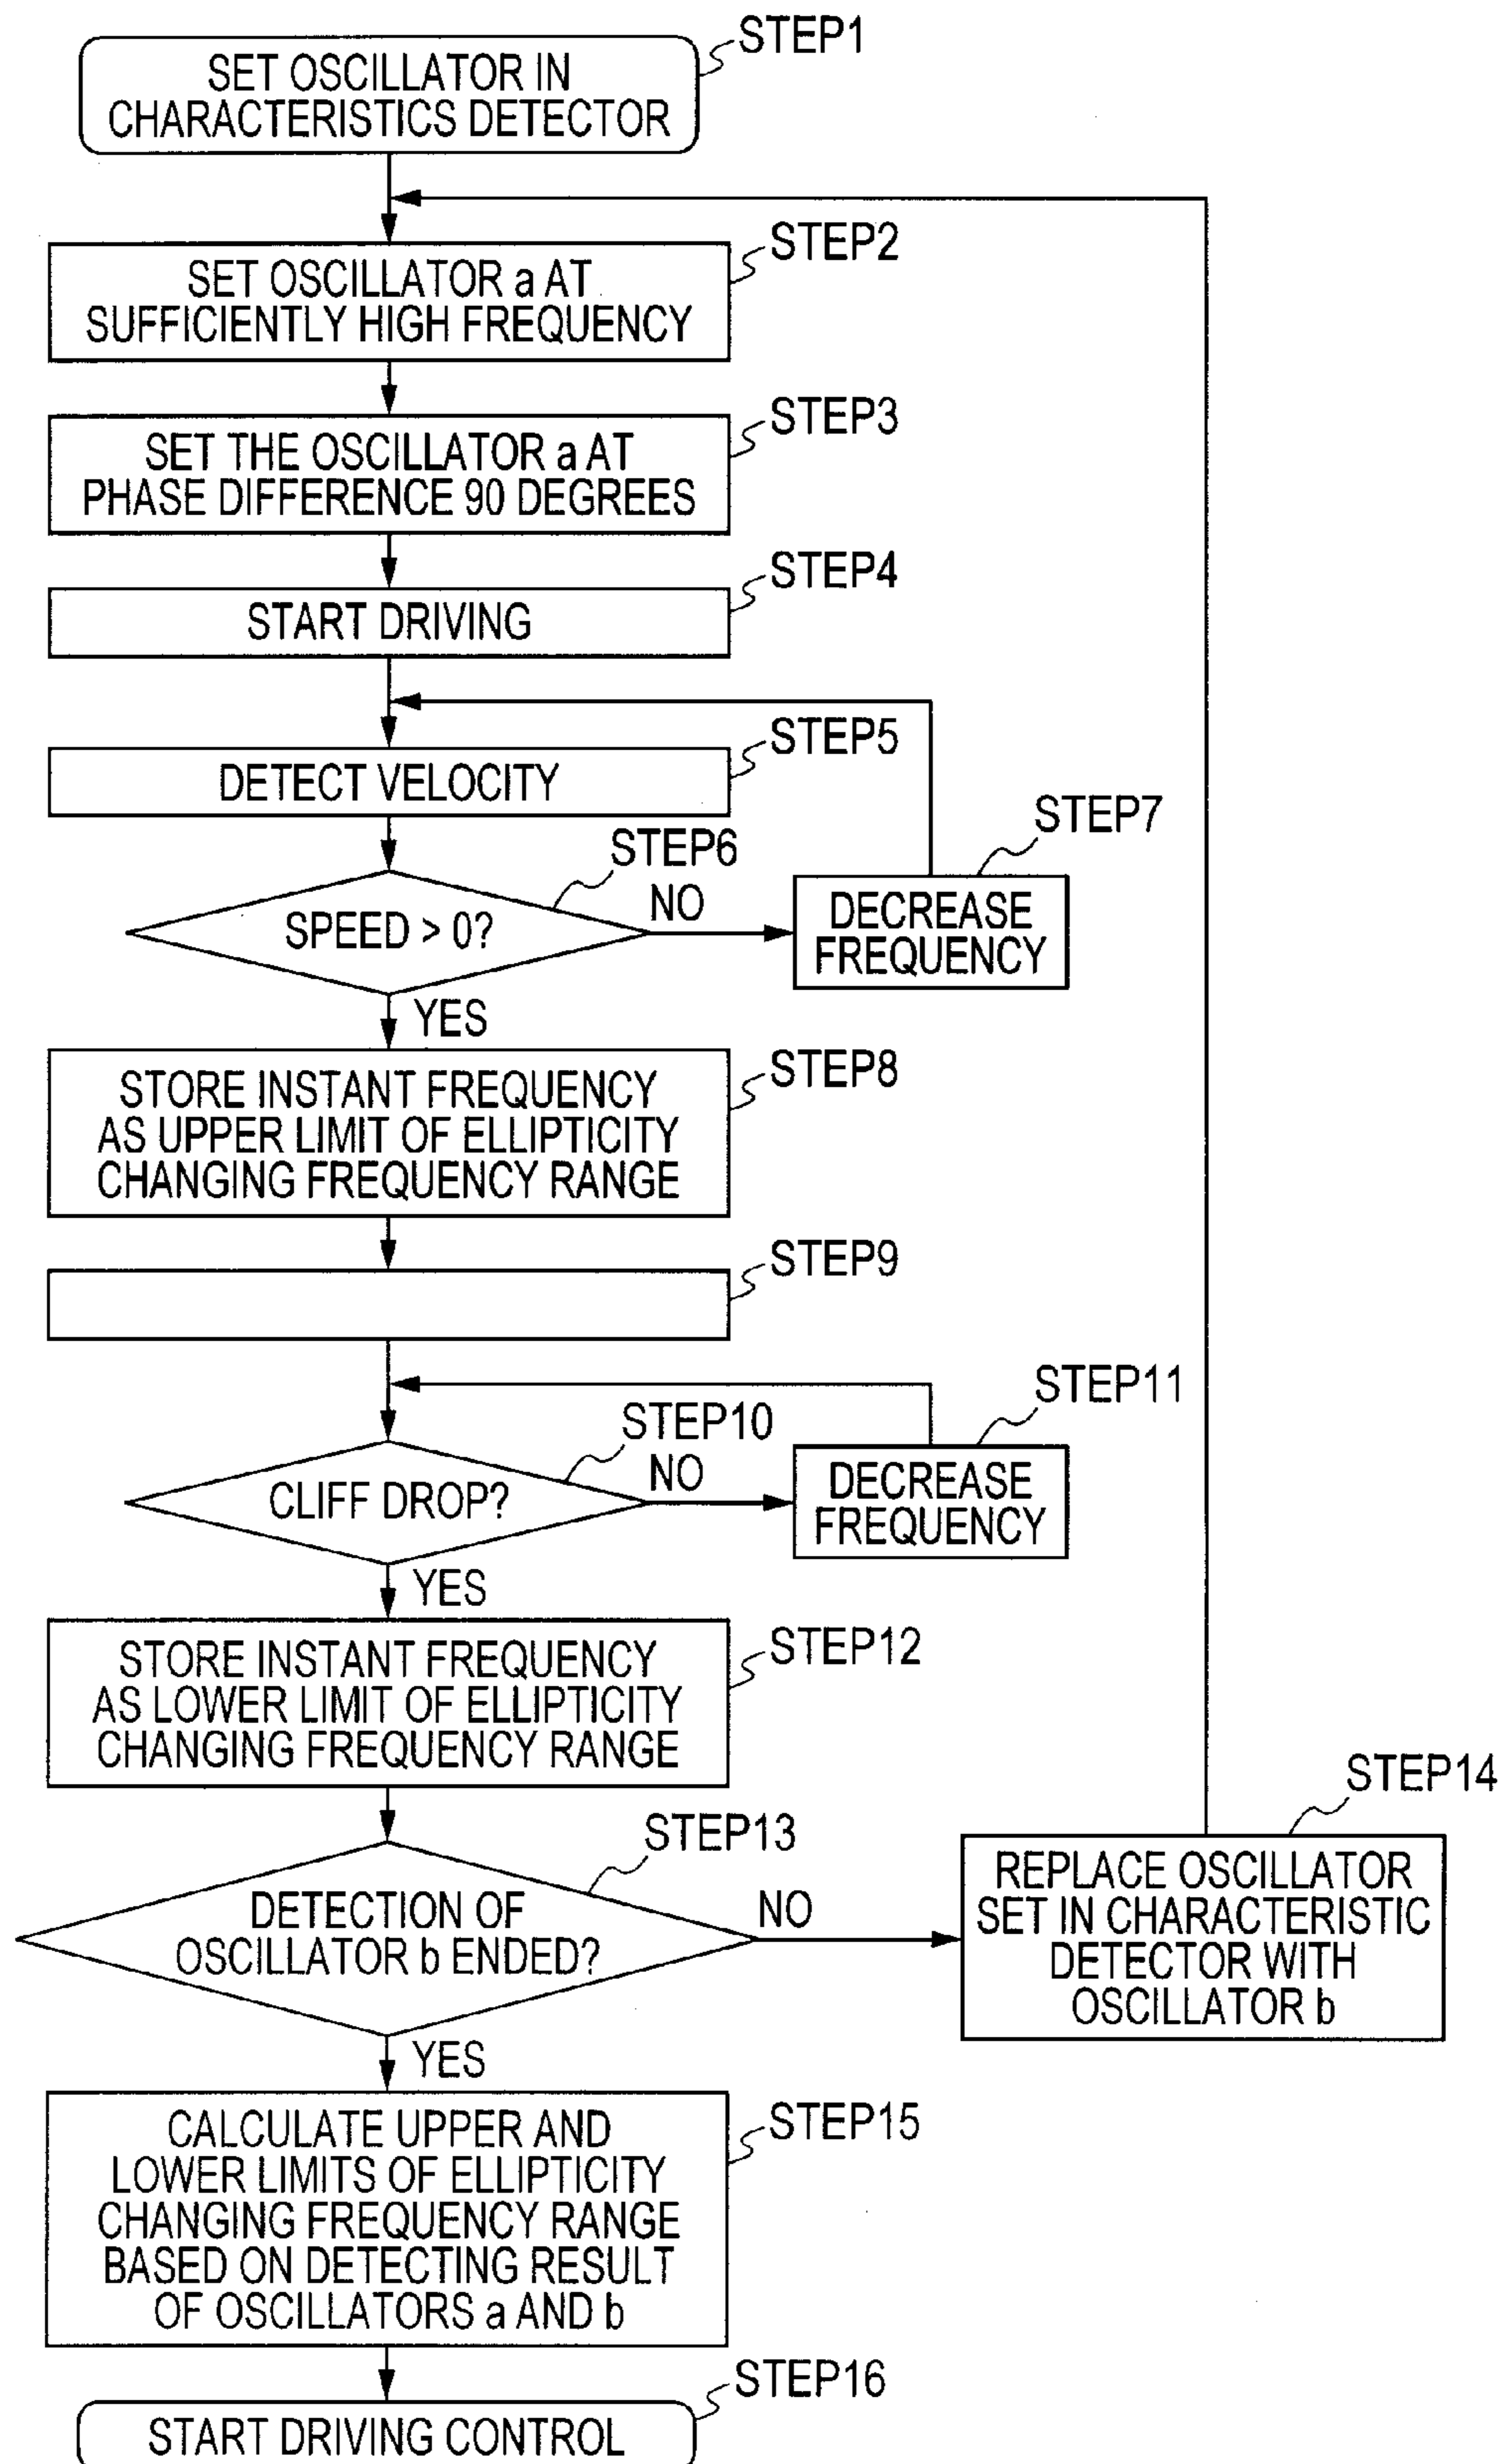 STEP1
SET OSCILLATOR IN
CHARACTERISTICS DETECTOR
STEP2
SET OSCILLATOR a AT
SUFFICIENTLY HIGH FREQUENCY
STEP3
SET THE OSCILLATOR a AT
PHASE DIFFERENCE 90 DEGREES
STEP4
START DRIVING
STEP5
DETECT VELOCITY
STEP6
SPEED > 0?
NO
STEP7
DECREASE
FREQUENCY
YES
STEP8
STORE INSTANT FREQUENCY
AS UPPER LIMIT OF ELLIPTICITY
CHANGING FREQUENCY RANGE
STEP9
STEP10
CLIFF DROP?
NO
STEP11
DECREASE
FREQUENCY
YES
STEP12
STORE INSTANT FREQUENCY
AS LOWER LIMIT OF ELLIPTICITY
CHANGING FREQUENCY RANGE
STEP13
DETECTION OF
OSCILLATOR b ENDED?
NO
STEP14
REPLACE OSCILLATOR
SET IN CHARACTERISTIC
DETECTOR WITH
OSCILLATOR b
YES
STEP15
CALCULATE UPPER AND
LOWER LIMITS OF ELLIPTICITY
CHANGING FREQUENCY RANGE
BASED ON DETECTING RESULT
OF OSCILLATORS a AND b
STEP16
START DRIVING CONTROL